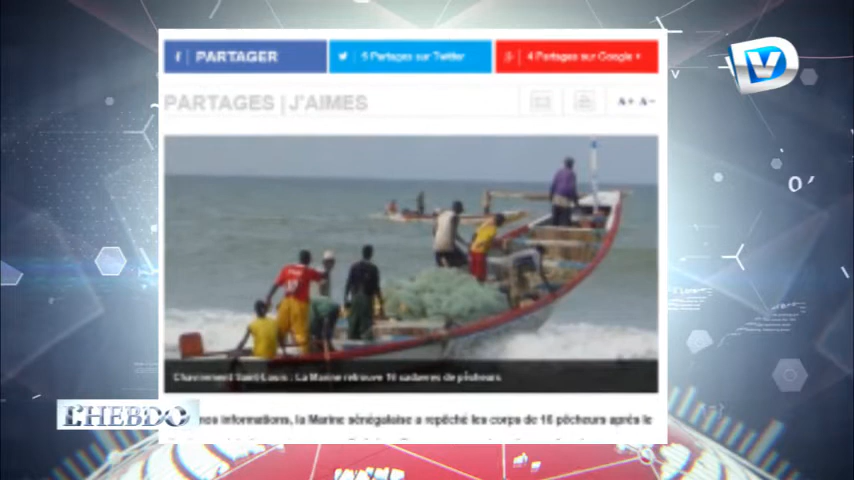 PARTAGER
5 Partages sur Twitter
4 Partages sur Google +
PARTAGES | J'AIMES
A+ A-
DV
Chavirement Saint-Louis : La Marine retrouve 16 cadavres de pêcheurs
L'HEBDO
nos informations, la Marine sénégalaise a repêché les corps de 16 pêcheurs après le